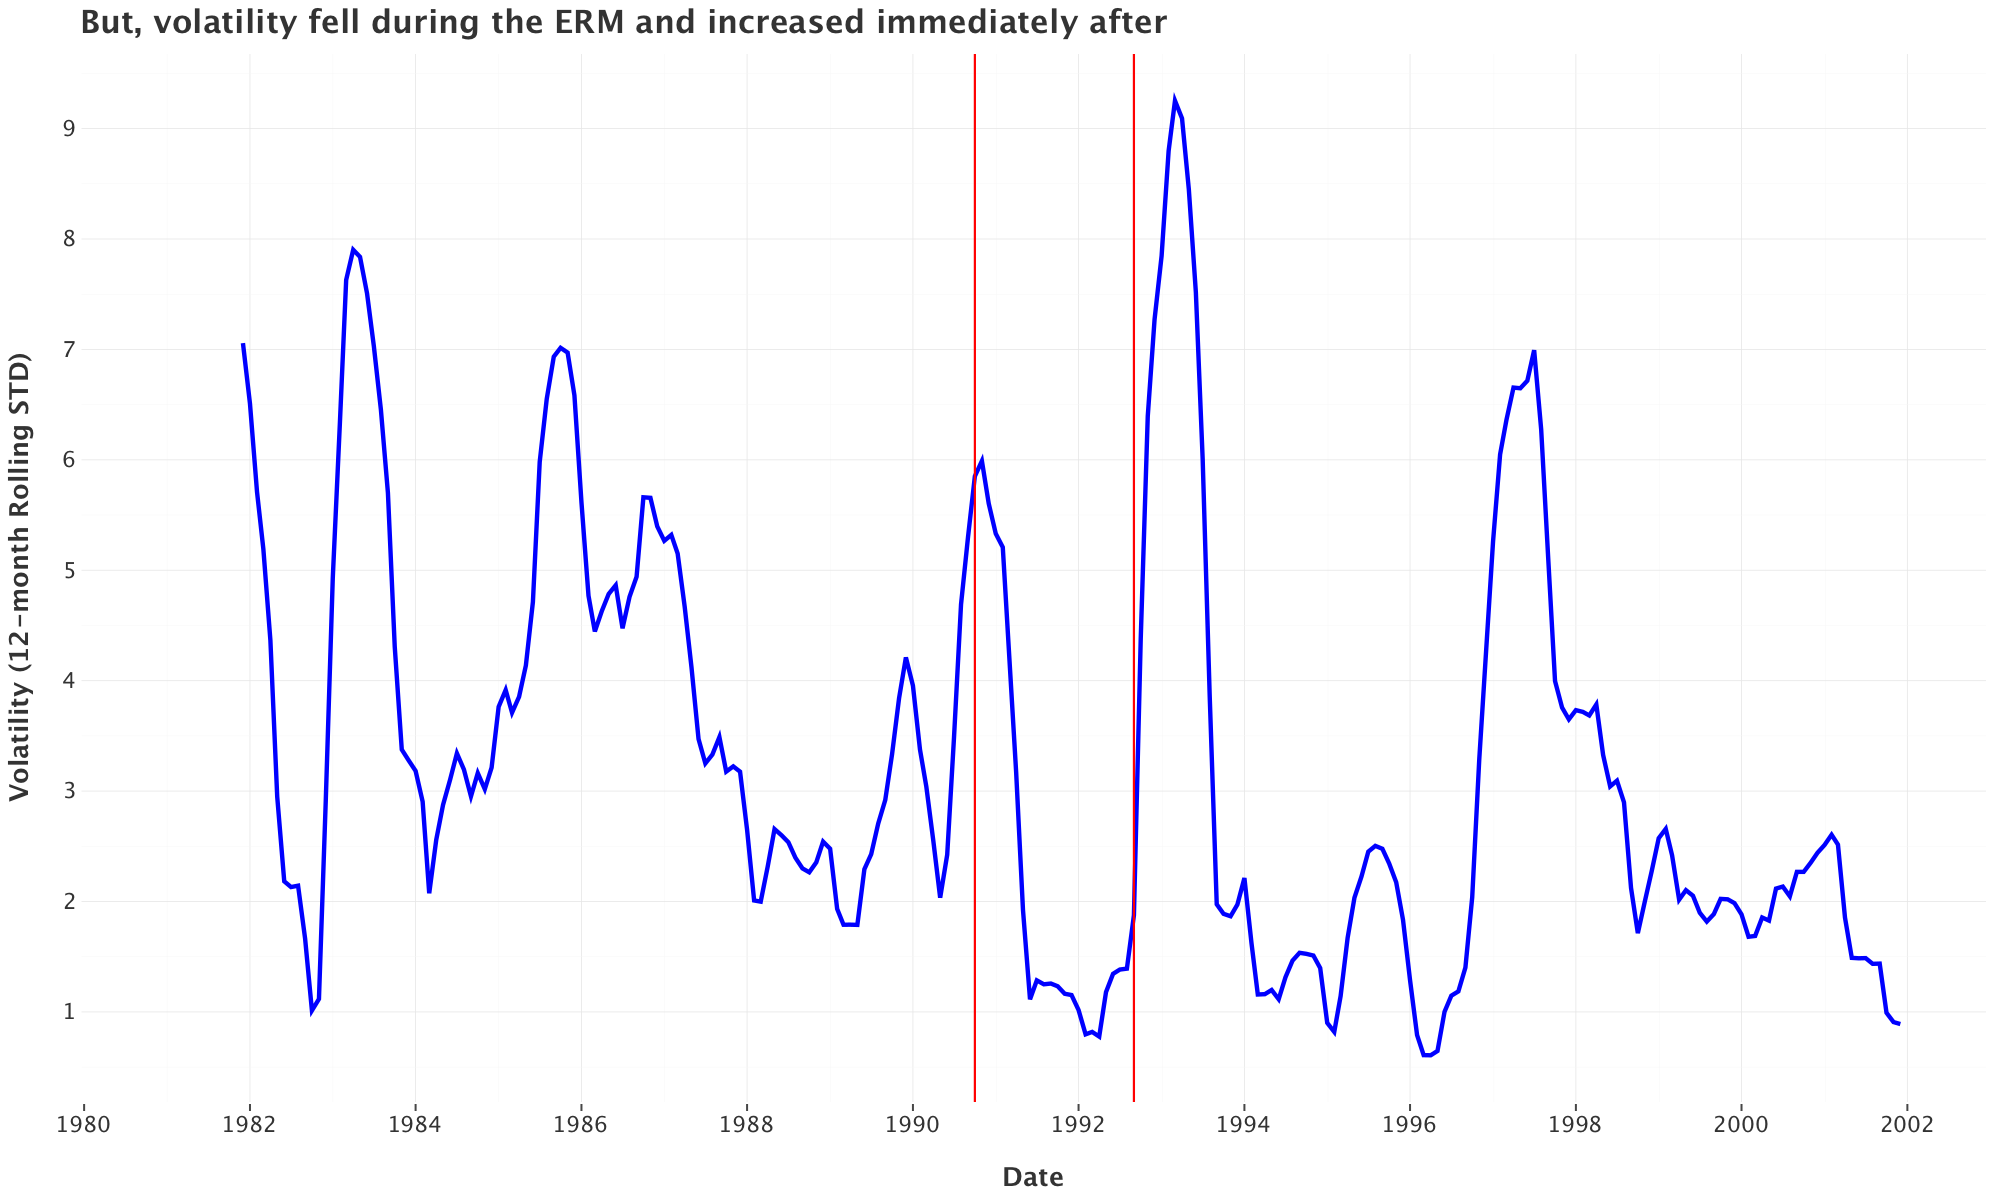 But, volatility fell during the ERM and increased immediately after
Volatility (12−month Rolling STD)
9
8
7
6
5
4
3
2
1
1980 1982 1984 1986 1988 1990 1992 1994 1996 1998 2000 2002
Date